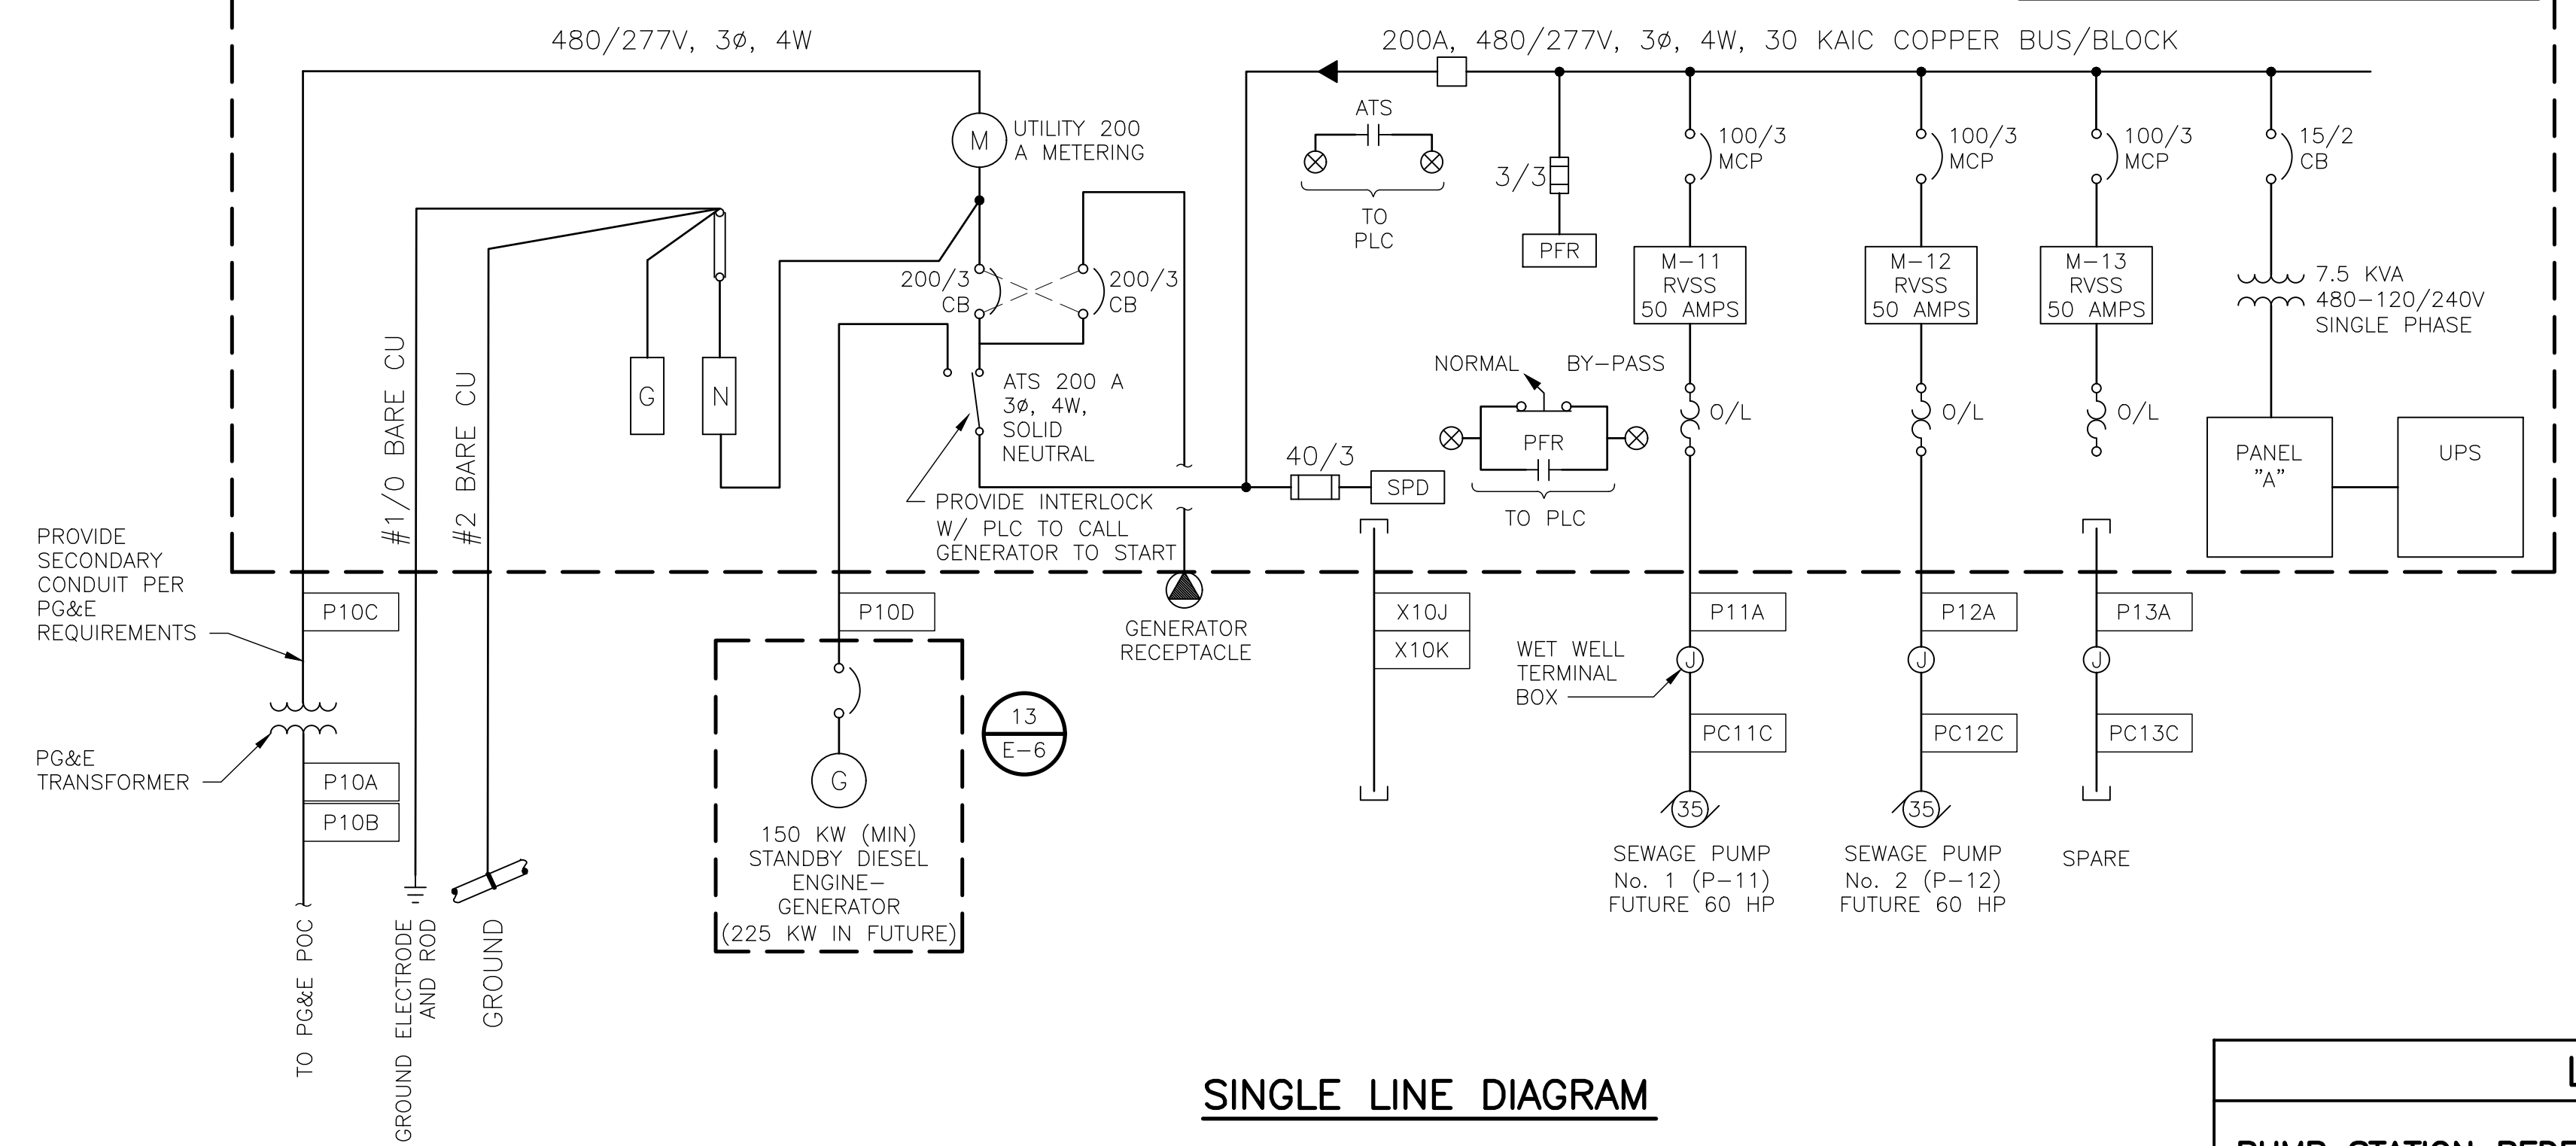 480/277V, 3ø, 4W
200A, 480/277V, 3ø, 4W, 30 KAIC COPPER BUS/BLOCK
M
UTILITY 200
A METERING
ATS
TO
PLC
3/3
PFR
100/3
MCP
100/3
MCP
100/3
MCP
15/2
CB
200/3
CB
200/3
CB
M-11
RVSS
50 AMPS
M-12
RVSS
50 AMPS
M-13
RVSS
50 AMPS
7.5 KVA
480-120/240V
SINGLE PHASE
#1/0 BARE CU
#2 BARE CU
G
N
ATS 200 A
3ø, 4W,
SOLID
NEUTRAL
NORMAL
BY-PASS
PFR
TO PLC
O/L
O/L
O/L
PANEL
"A"
UPS
40/3
SPD
PROVIDE INTERLOCK
W/ PLC TO CALL
GENERATOR TO START
PROVIDE
SECONDARY
CONDUIT PER
PG&E
REQUIREMENTS
P10C
P10D
GENERATOR
RECEPTACLE
X10J
X10K
P11A
P12A
P13A
WET WELL
TERMINAL
BOX
J
J
J
PC11C
PC12C
PC13C
13
E-6
PG&E
TRANSFORMER
P10A
P10B
G
150 KW (MIN)
STANDBY DIESEL
ENGINE-
GENERATOR
(225 KW IN FUTURE)
35
35
SEWAGE PUMP
No. 1 (P-11)
FUTURE 60 HP
SEWAGE PUMP
No. 2 (P-12)
FUTURE 60 HP
SPARE
TO PG&E POC
GROUND ELECTRODE
AND ROD
GROUND
SINGLE LINE DIAGRAM